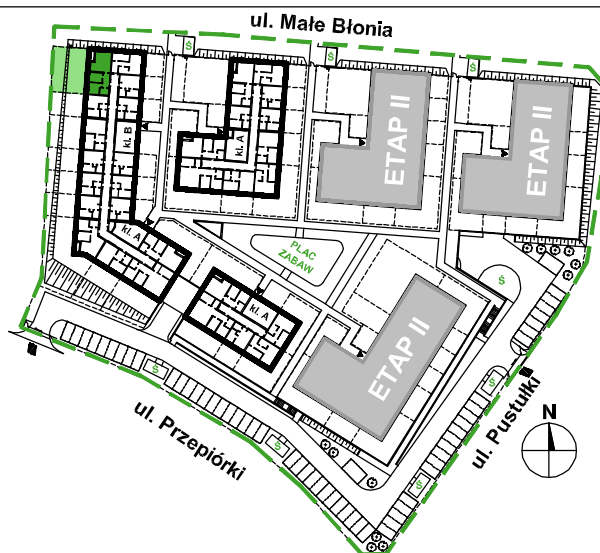 ul. Małe Błonia
Ś
Ś
Ś
kl. B
kl. A
ETAP II
ETAP II
kl. A
PLAC
ZABAW
Ś
kl. A
ETAP II
Ś
Ś
ul. Pustułki
N
ul. Przepiórki
Ś
Ś